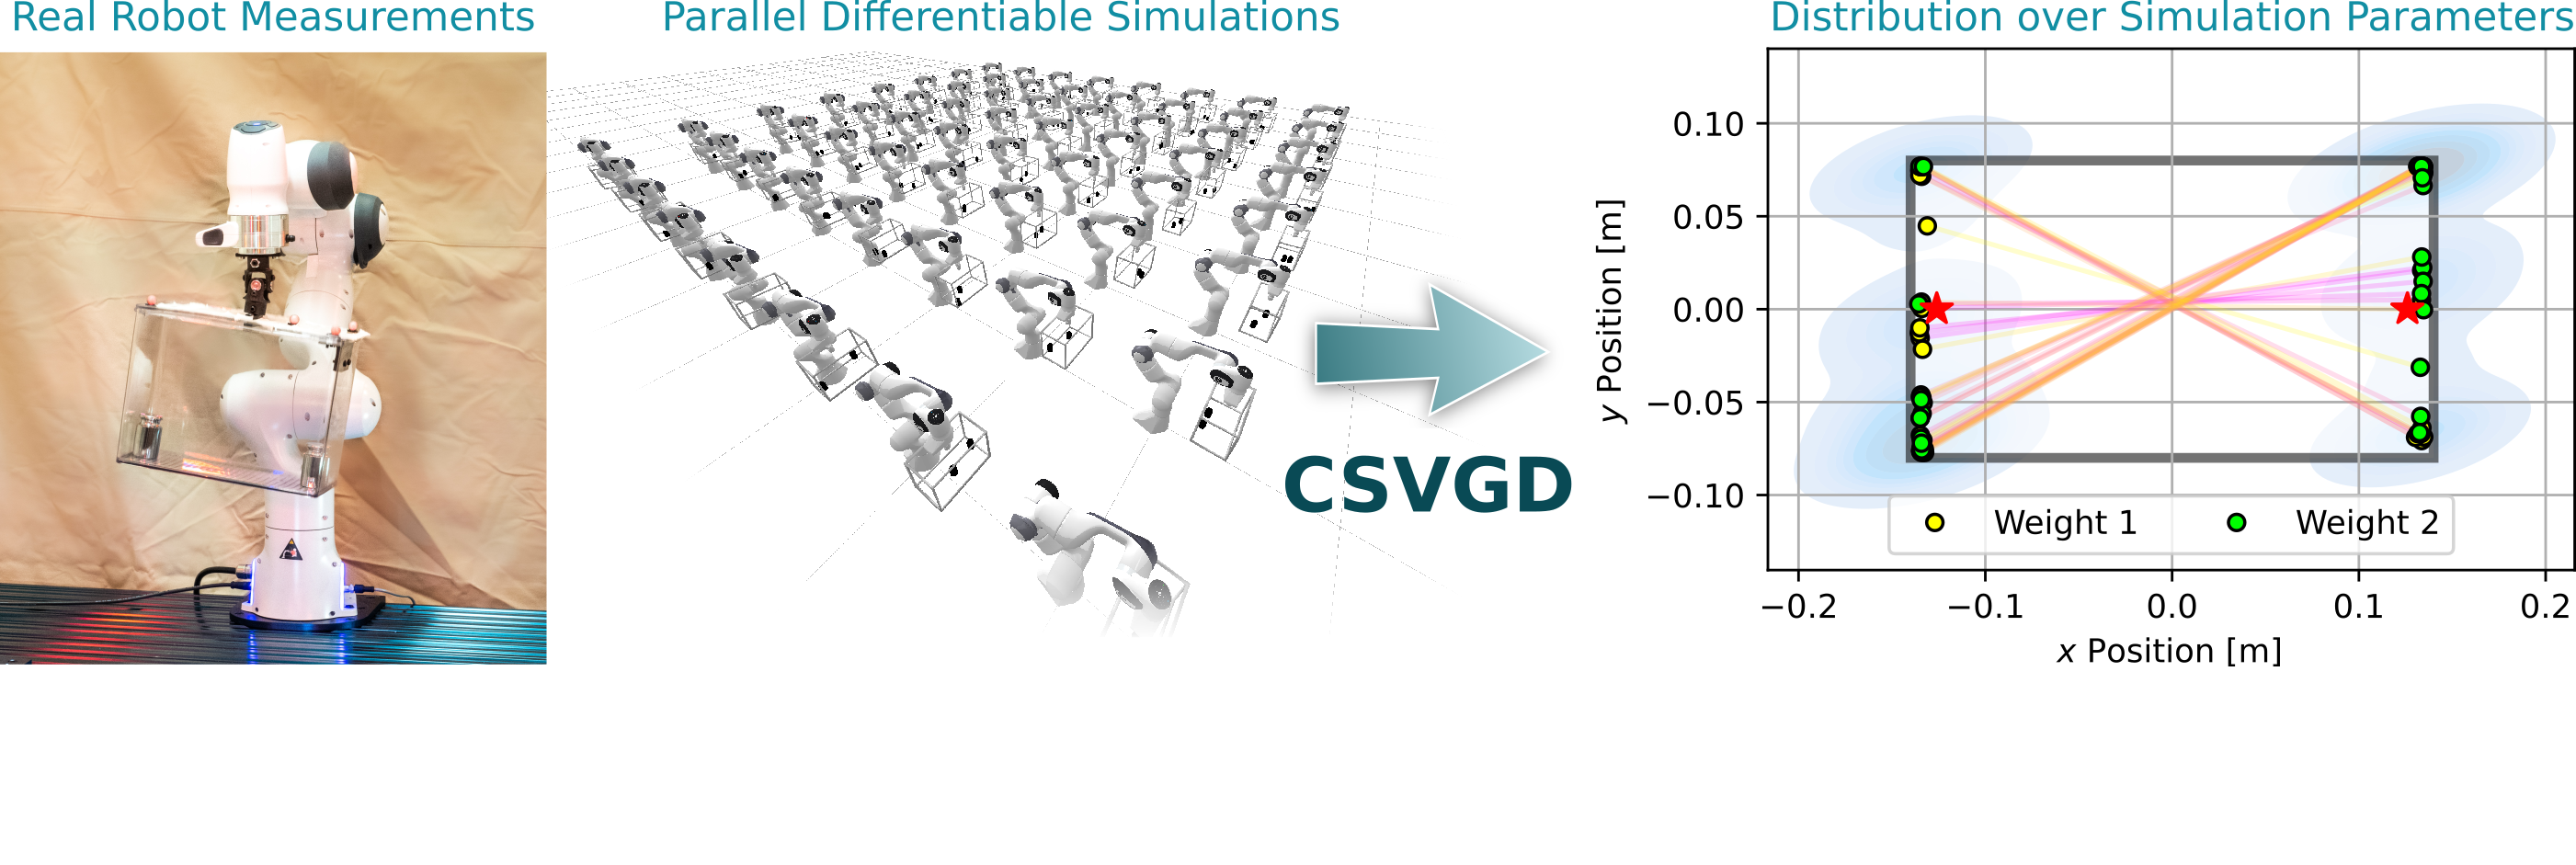 Real Robot Measurements
Parallel Differentiable Simulations
Distribution over Simulation Parameters
CSVGD
y Position [m]
0.10
0.05
0.00
−0.05
−0.10
Weight 1
Weight 2
−0.2
−0.1
0.0
0.1
0.2
x Position [m]